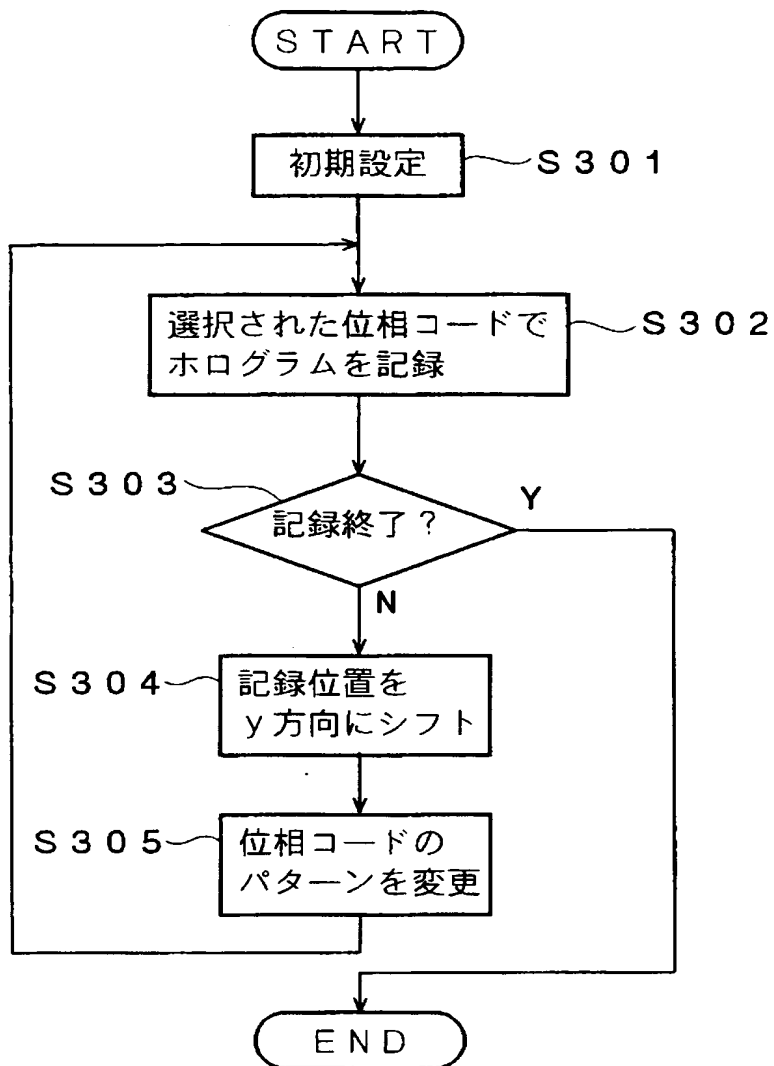 START
初期設定
S301
選択された位相コードで
ホログラムを記録
S302
S303
記録終了?
Y
N
S304
記録位置を
y方向にシフト
S305
位相コードの
パターンを変更
END